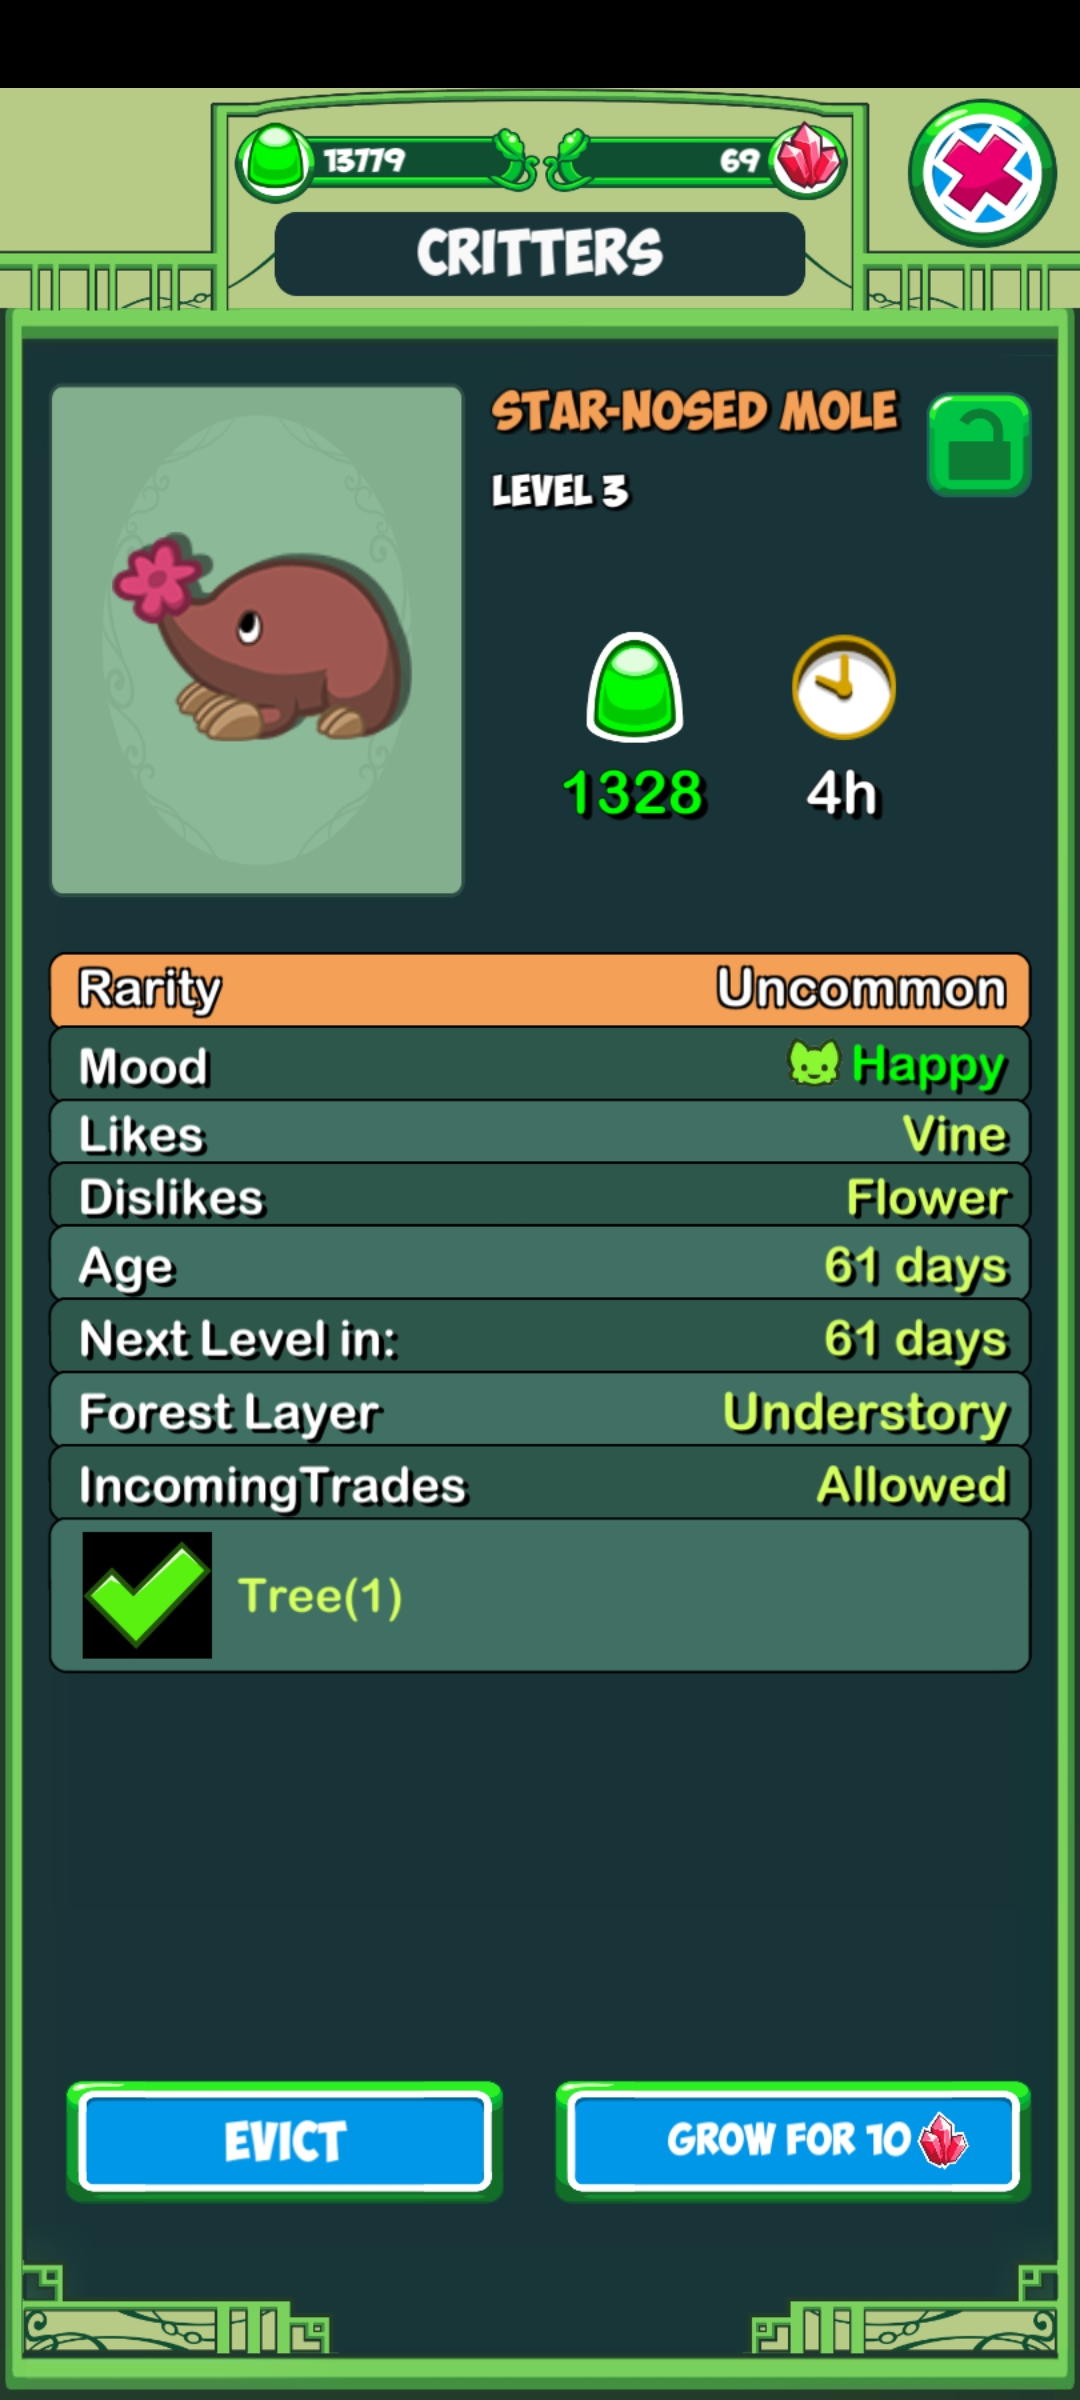 13779 69
CRITTERS
STAR-NOSED MOLE
LEVEL 3
1328 4h
Rarity Uncommon
Mood Happy
Likes Vine
Dislikes Flower
Age 61 days
Next Level in: 61 days
Forest Layer Understory
IncomingTrades Allowed
Tree(1)
EVICT GROW FOR 10